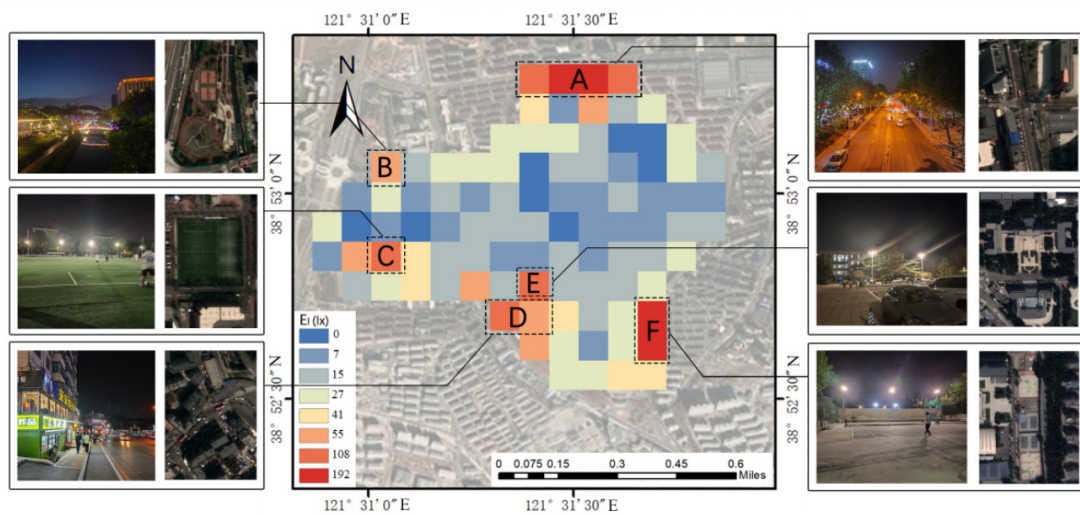 121° 31′ 0″ E
121° 31′ 30″ E
N
A
B
C
E
D
F
38° 53′ 0″ N
38° 52′ 30″ N
38° 53′ 0″ N
38° 52′ 30″ N
Ei (lx)
0
7
15
27
41
55
108
192
0 0.075 0.15 0.3 0.45 0.6
Miles
121° 31′ 0″ E
121° 31′ 30″ E